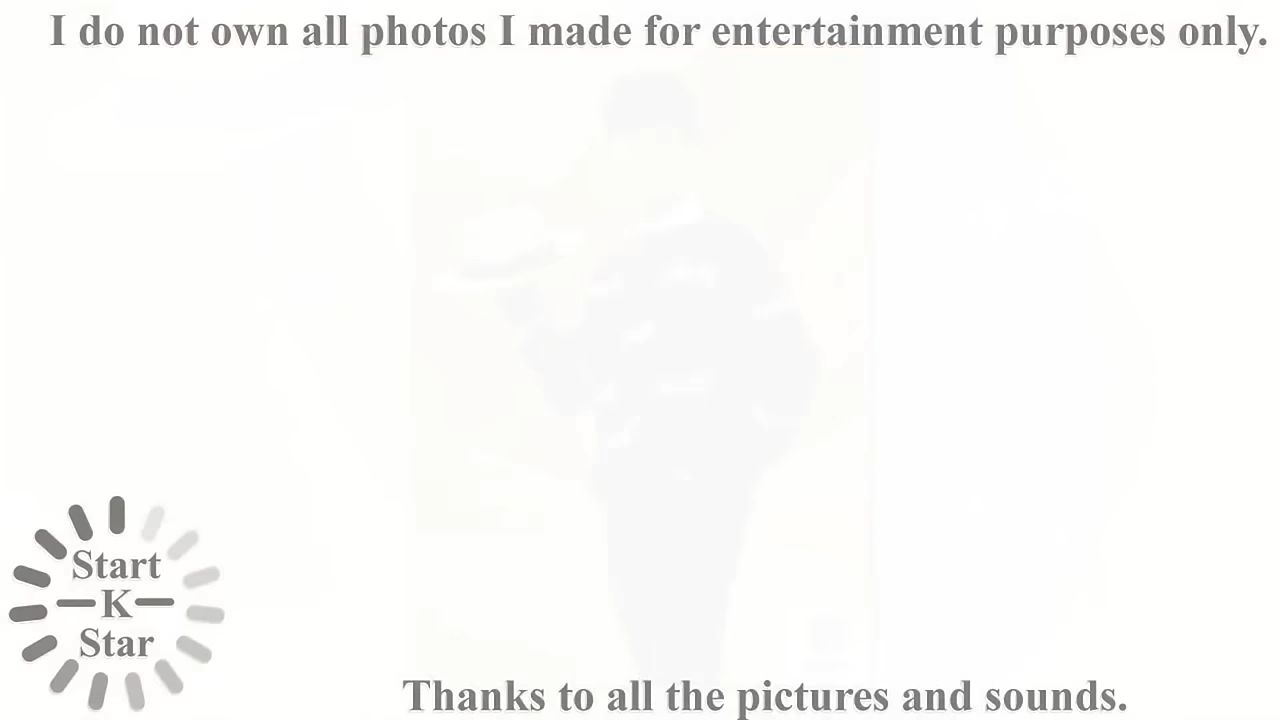 I do not own all photos I made for entertainment purposes only.
Start
K
Star
Thanks to all the pictures and sounds.